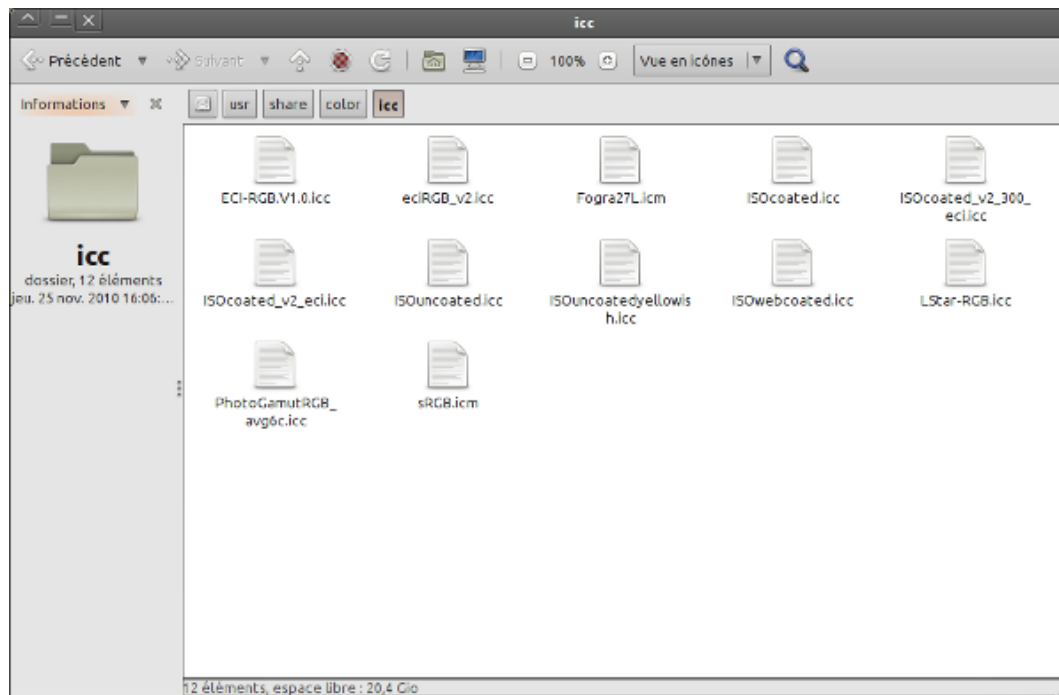 icc
Précédent Suivant 100% Vue en icônes
Informations usr share color icc
ECI-RGB.V1.0.icc eciRGB_v2.icc Fogra27L.icm ISOcoated.icc ISOcoated_v2_300_
eci.icc
icc
dossier, 12 éléments
jeu. 25 nov. 2010 16:06:...
ISOcoated_v2_eci.icc ISOuncoated.icc ISOuncoatedyellowis ISOwebcoated.icc LStar-RGB.icc
h.icc
PhotoGamutRGB_ sRGB.icm
avg6c.icc
12 éléments, espace libre : 20,4 Gio